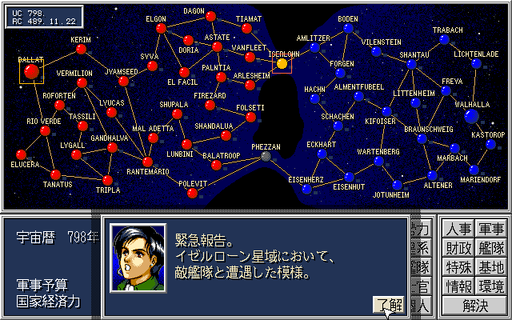 UC 798.
RC 489.11.22
DAGON
TIAMAT
ELGON
BODEN
KERIM
DORIA
ASTATE
AMLITZER
TRABACH
VANFLEET
IGERLOHN
VILENSTEIN
SYVA
BALLAT
VERMILION
JYAMSEED
EL FACIL
PALNTIA
FORGEN
SHANTAU
LICHTENLADE
ARLESHEIM
FREYA
ROFORTEN
LYUCAS
SHUPALA
FIREZARD
HACHN
ALMENTFUBEEL
LITTENHEIM
WALHALLA
RIO VERDE
TASSILI
FOLSETI
SCHACHEN
KIFOISER
LYGALL
GANDHALVA
MAL ADETTA
SHANDALUA
BRAUNSCHWEIG
KASTOROP
ELUCERA
LUNBINI
PHEZZAN
ECKHART
WARTENBERG
MARBACH
RANTEMARIO
BALATROOP
TANATUS
TRIPLA
POLEVIT
EISENHERZ
EISENHUT
JOTUNHEIM
ALTENER
MARIENDORF
宇宙暦 798年
軍事予算
国家経済力
緊急報告。
イゼルローン星域において、
敵艦隊と遭遇した模様。
了解
人事 軍事
財政 艦隊
特殊 基地
情報 環境
解決